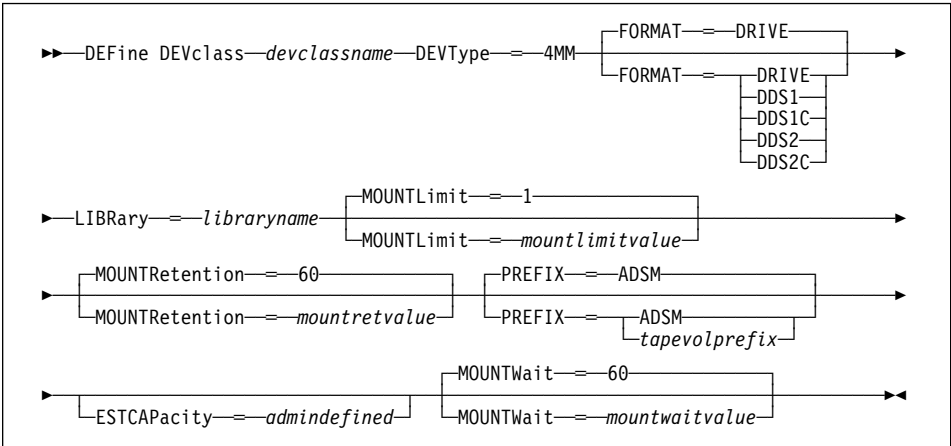 FORMAT = DRIVE
DEFine DEVclass devclassname DEVType = 4MM
FORMAT = DRIVE
DDS1
DDS1C
DDS2
DDS2C
MOUNTLimit = 1
LIBRary = libraryname
MOUNTLimit = mountlimitvalue
MOUNTRetention = 60 PREFIX = ADSM
MOUNTRetention = mountretvalue PREFIX = ADSM
tapevolprefix
MOUNTWait = 60
ESTCAPacity = admindefined MOUNTWait = mountwaitvalue